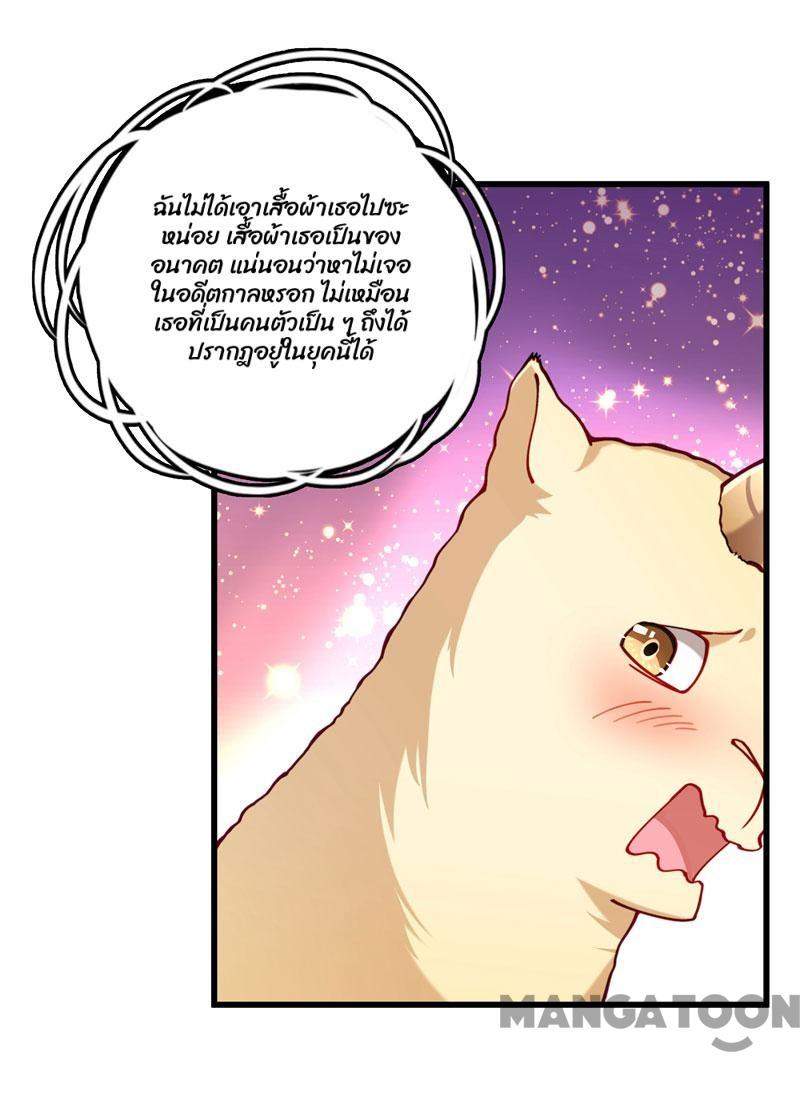 ฉันไม่ได้เอาเสื้อผ้าเธอไปซะ
หน่อย เสื้อผ้าเธอเป็นของ
อนาคต แน่นอนว่าหาไม่เจอ
ในอดีตกาลหรอก ไม่เหมือน
เธอที่เป็นคนตัวเป็น ๆ ถึงได้
ปรากฎอยู่ในยุคนี้ได้
MANGATOON